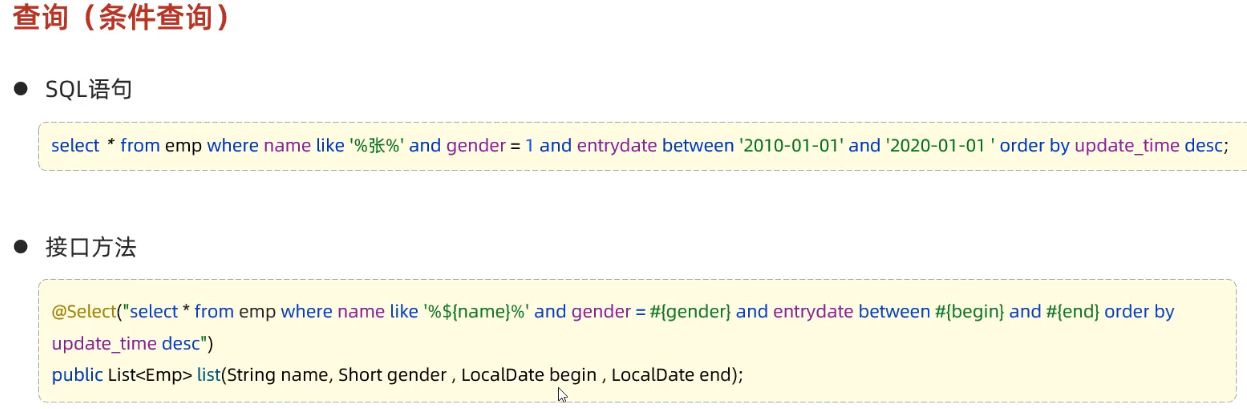 查询（条件查询）
● SQL语句
select * from emp where name like '%张%' and gender = 1 and entrydate between '2010-01-01' and '2020-01-01 ' order by update_time desc;
● 接口方法
@Select("select * from emp where name like '%${name}%' and gender = #{gender} and entrydate between #{begin} and #{end} order by
update_time desc")
public List<Emp> list(String name, Short gender , LocalDate begin , LocalDate end);